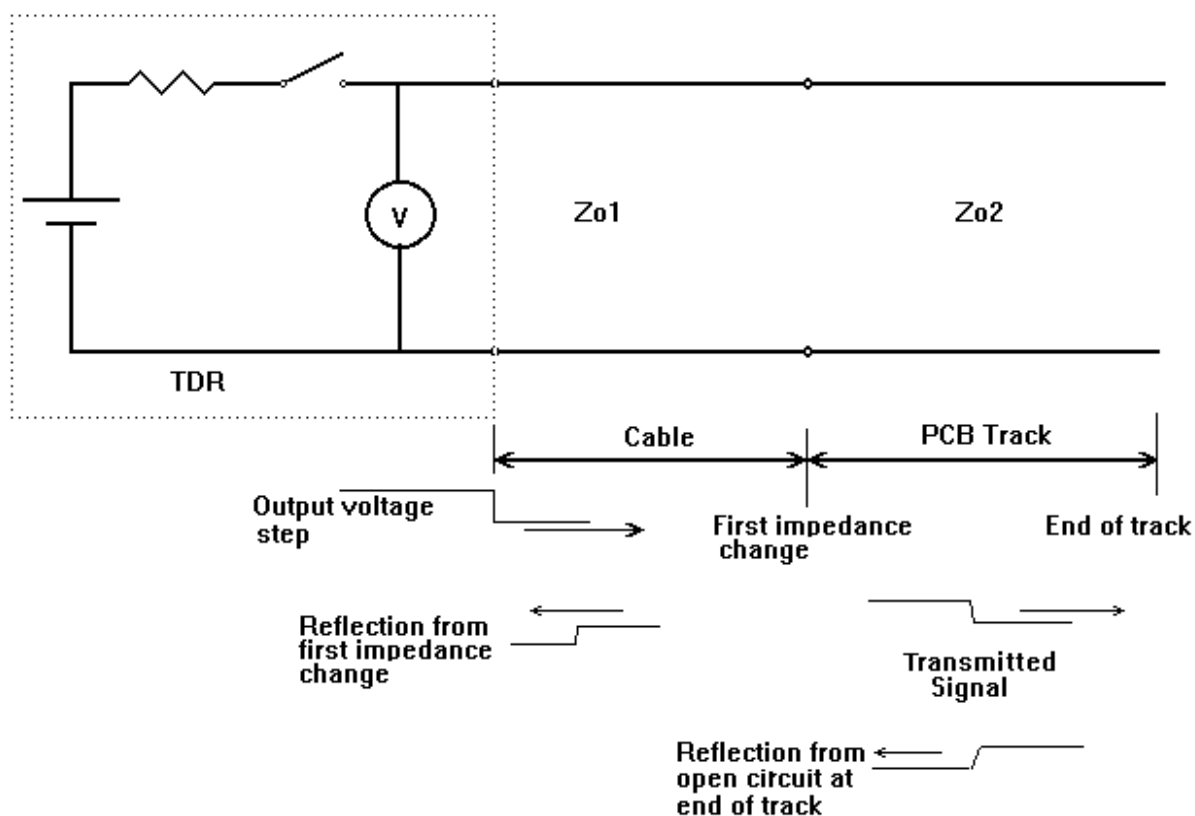 V
Zo1
Zo2
TDR
Cable
PCB Track
Output voltage
step
First impedance
change
End of track
Reflection from
first impedance
change
Transmitted
Signal
Reflection from
open circuit at
end of track